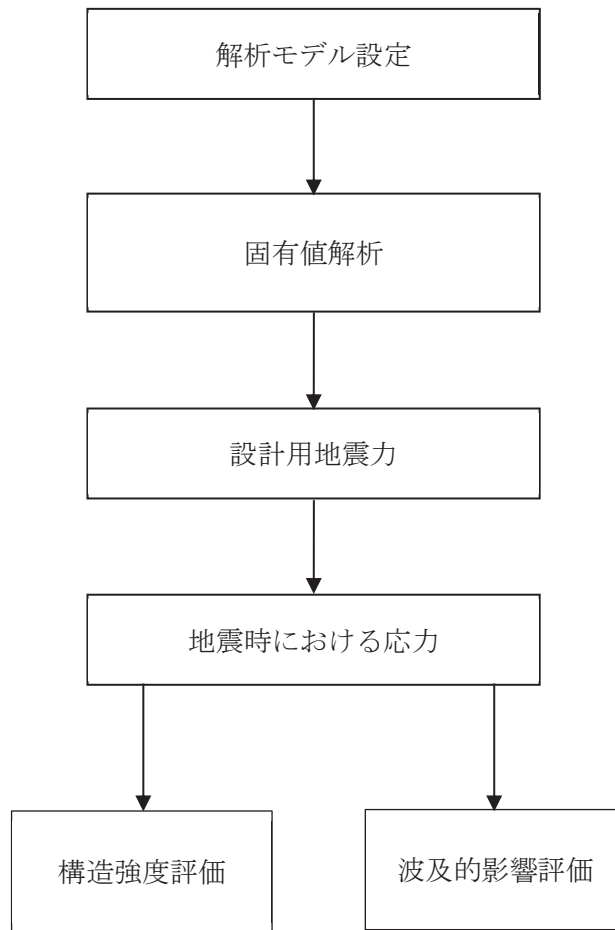 解析モデル設定
固有値解析
設計用地震力
地震時における応力
構造強度評価
波及的影響評価